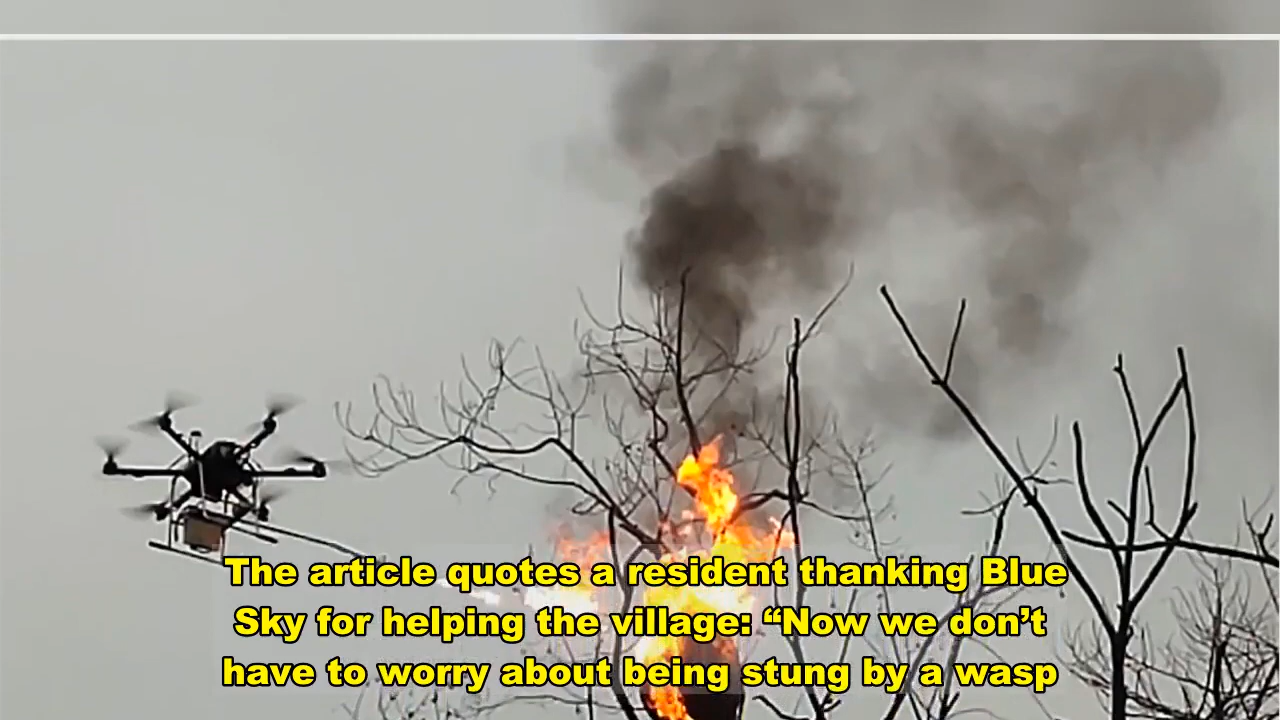 The article quotes a resident thanking Blue
Sky for helping the village: “Now we don’t
have to worry about being stung by a wasp